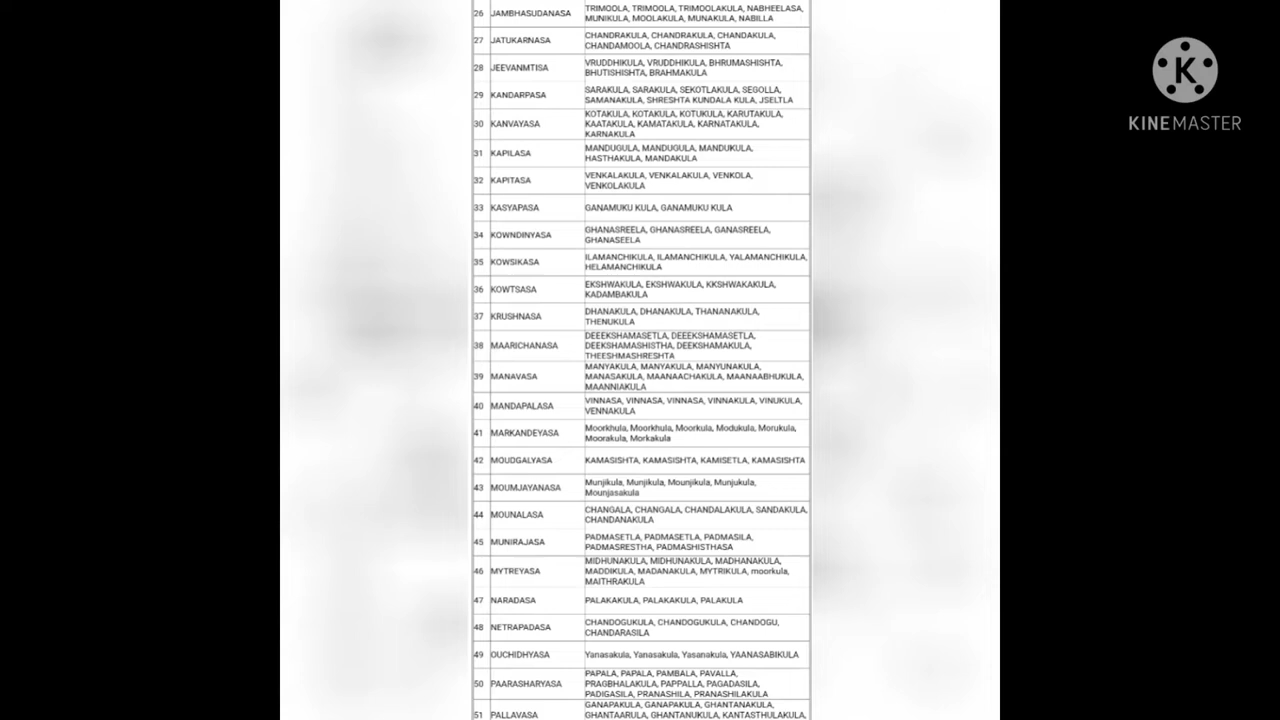 26 JAMBHASUDANASA TRIMOOLA, TRIMOOLA, TRIMOOLAKULA, NABHEELASA,
MUNIKULA, MOOLAKULA, MUNAKULA, NABILLA
27 JATUKARNASA CHANDRAKULA, CHANDRAKULA, CHANDAKULA,
CHANDAMOOLA, CHANDRASHISHTA
28 JEEVANMTISA VRUDDHIKULA, VRUDDHIKULA, BHRUMASHISHTA,
BHUTISHISHTA, BRAHMAKULA
29 KANDARPASA SARAKULA, SARAKULA, SEKOTLAKULA, SEGOLLA,
SAMANAKULA, SHRESHTA KUNDALA KULA, JSELTLA
30 KANVAYASA KOTAKULA, KOTAKULA, KOTUKULA, KARUTAKULA,
KAATAKULA, KAMATAKULA, KARNATAKULA,
KARNAKULA
31 KAPILASA MANDUGULA, MANDUGULA, MANDUKULA,
HASTHAKULA, MANDAKULA
32 KAPITASA VENKALAKULA, VENKALAKULA, VENKOLA,
VENKOLAKULA
33 KASYAPASA GANAMUKU KULA, GANAMUKU KULA
34 KOWNDINYASA GHANASREELA, GHANASREELA, GANASREELA,
GHANASEELA
35 KOWSIKASA ILAMANCHIKULA, ILAMANCHIKULA, YALAMANCHIKULA,
HELAMANCHIKULA
36 KOWTSASA EKSHWAKULA, EKSHWAKULA, KKSHWAKAKULA,
KADAMBAKULA
37 KRUSHNASA DHANAKULA, DHANAKULA, THANANAKULA,
THENUKULA
38 MAARICHANASA DEEEKSHAMASETLA, DEEEKSHAMASETLA,
DEEKSHAMASHISTHA, DEEKSHAMAKULA,
THEESHMASHRESHTA
39 MANAVASA MANYAKULA, MANYAKULA, MANYUNAKULA,
MANASAKULA, MAANAACHAKULA, MAANAABHUKULA,
MAANNIAKULA
40 MANDAPALASA VINNASA, VINNASA, VINNASA, VINNAKULA, VINUKULA,
VENNAKULA
41 MARKANDEYASA Moorkhula, Moorkhula, Moorkula, Modukula, Morukula,
Moorakula, Morkakula
42 MOUDGALYASA KAMASISHTA, KAMASISHTA, KAMISETLA, KAMASISHTA
43 MOUMJAYANASA Munjikula, Munjikula, Mounjikula, Munjukula,
Mounjasakula
44 MOUNALASA CHANGALA, CHANGALA, CHANDALAKULA, SANDAKULA,
CHANDANAKULA
45 MUNIRAJASA PADMASETLA, PADMASETLA, PADMASILA,
PADMASRESTHA, PADMASHISTHASA
46 MYTREYASA MIDHUNAKULA, MIDHUNAKULA, MADHANAKULA,
MADDIKULA, MADANAKULA, MYTRIKULA, moorkula,
MAITHRAKULA
47 NARADASA PALAKAKULA, PALAKAKULA, PALAKULA
48 NETRAPADASA CHANDOGUKULA, CHANDOGUKULA, CHANDOGU,
CHANDARASILA
49 OUCHIDHYASA Yanasakula, Yanasakula, Yasanakula, YAANASABIKULA
50 PAARASHARYASA PAPALA, PAPALA, PAMBALA, PAVALLA,
PRAGBHALAKULA, PAPPALLA, PAGADASILA,
PADIGASILA, PRANASHILA, PRANASHILAKULA
51 PALLAVASA GANAPAKULA, GANAPAKULA, GHANTANAKULA,
GHANTAARULA, GHANTANUKULA, KANTASTHULAKULA,
K
KINEMASTER